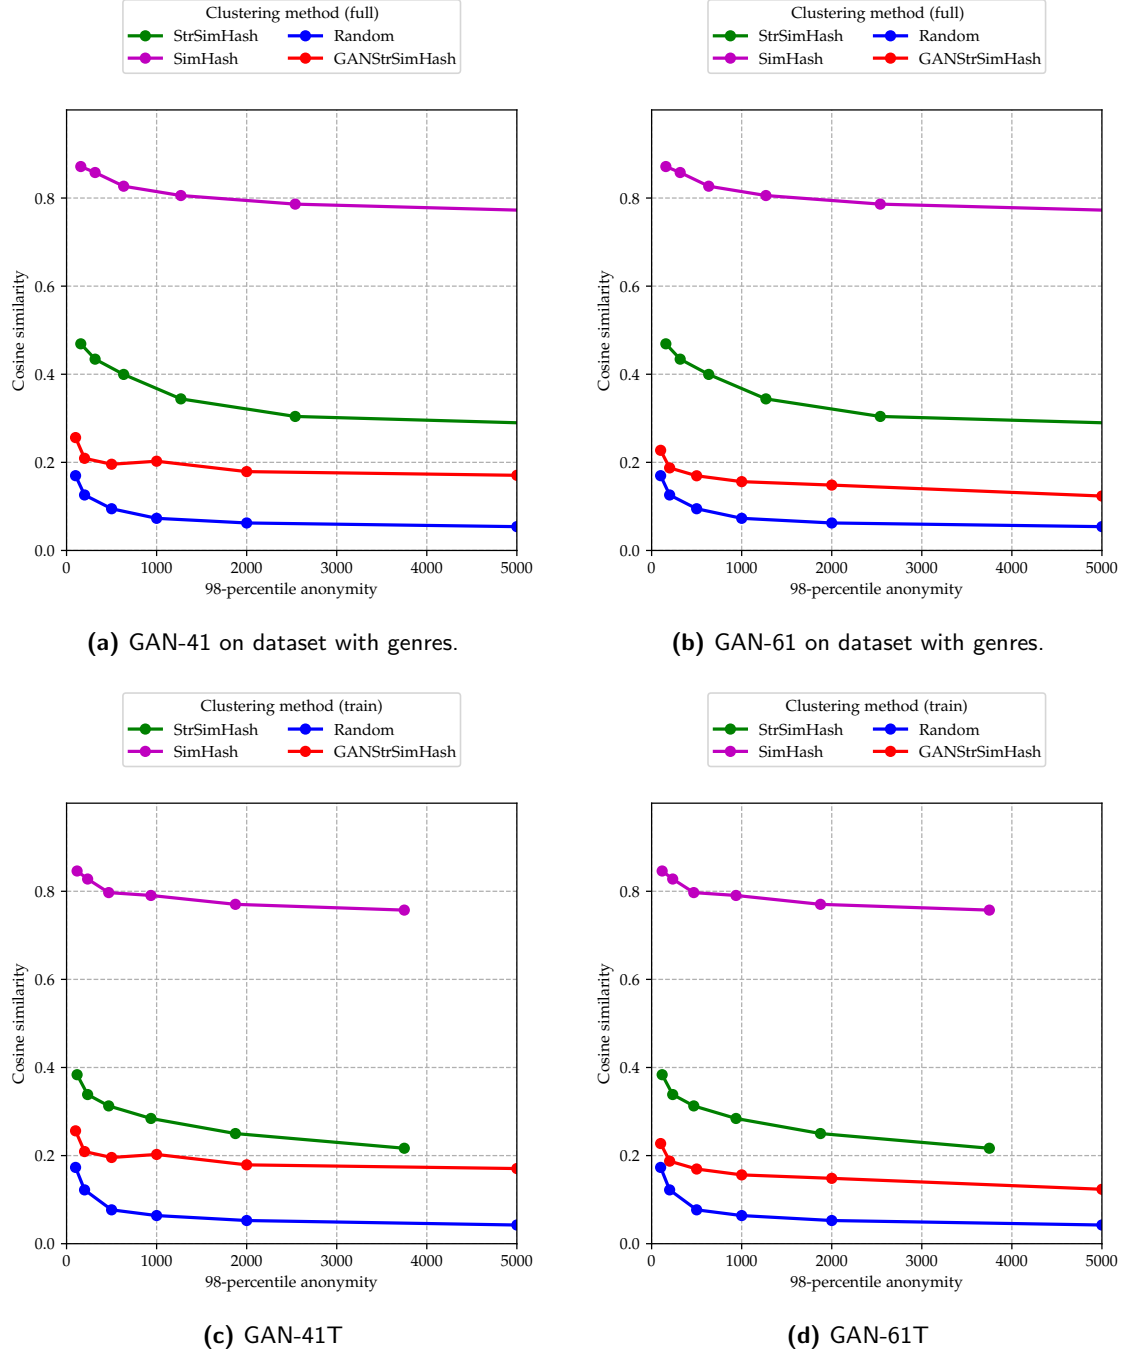 Clustering method (full)
StrSimHash Random
SimHash GANStrSimHash
Cosine similarity
0.8
0.6
0.4
0.2
0.0
0 1000 2000 3000 4000 5000
98-percentile anonymity
(a) GAN-41 on dataset with genres.
Clustering method (full)
StrSimHash Random
SimHash GANStrSimHash
Cosine similarity
0.8
0.6
0.4
0.2
0.0
0 1000 2000 3000 4000 5000
98-percentile anonymity
(b) GAN-61 on dataset with genres.
Clustering method (train)
StrSimHash Random
SimHash GANStrSimHash
Cosine similarity
0.8
0.6
0.4
0.2
0.0
0 1000 2000 3000 4000 5000
98-percentile anonymity
(c) GAN-41T
Clustering method (train)
StrSimHash Random
SimHash GANStrSimHash
Cosine similarity
0.8
0.6
0.4
0.2
0.0
0 1000 2000 3000 4000 5000
98-percentile anonymity
(d) GAN-61T